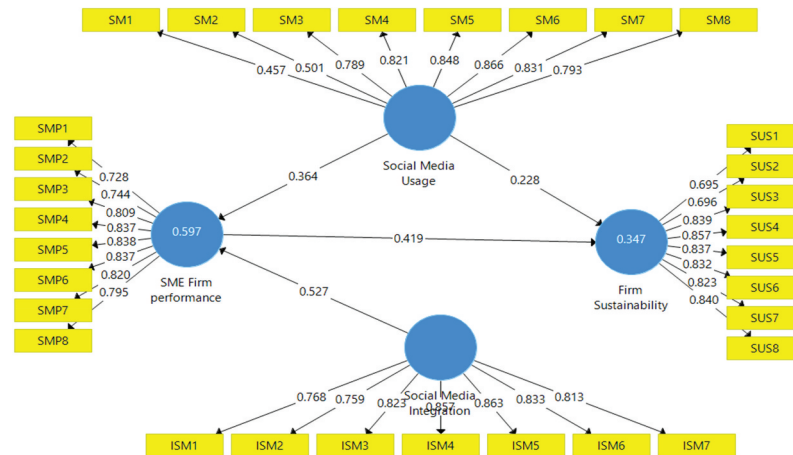 SM1 SM2 SM3 SM4 SM5 SM6 SM7 SM8
0.457 0.501 0.789 0.821 0.848 0.866 0.831 0.793
Social Media
Usage
0.364
0.228
SMP1
SMP2
SMP3
SMP4
SMP5
SMP6
SMP7
SMP8
0.728
0.744
0.809
0.837
0.838
0.837
0.820
0.795
0.597
SME Firm
performance
0.419
0.527
0.347
Firm
Sustainability
0.695
0.696
0.839
0.857
0.837
0.832
0.823
0.840
SUS1
SUS2
SUS3
SUS4
SUS5
SUS6
SUS7
SUS8
Social Media
Integration
0.768 0.759 0.823 0.857 0.863 0.833 0.813
ISM1 ISM2 ISM3 ISM4 ISM5 ISM6 ISM7